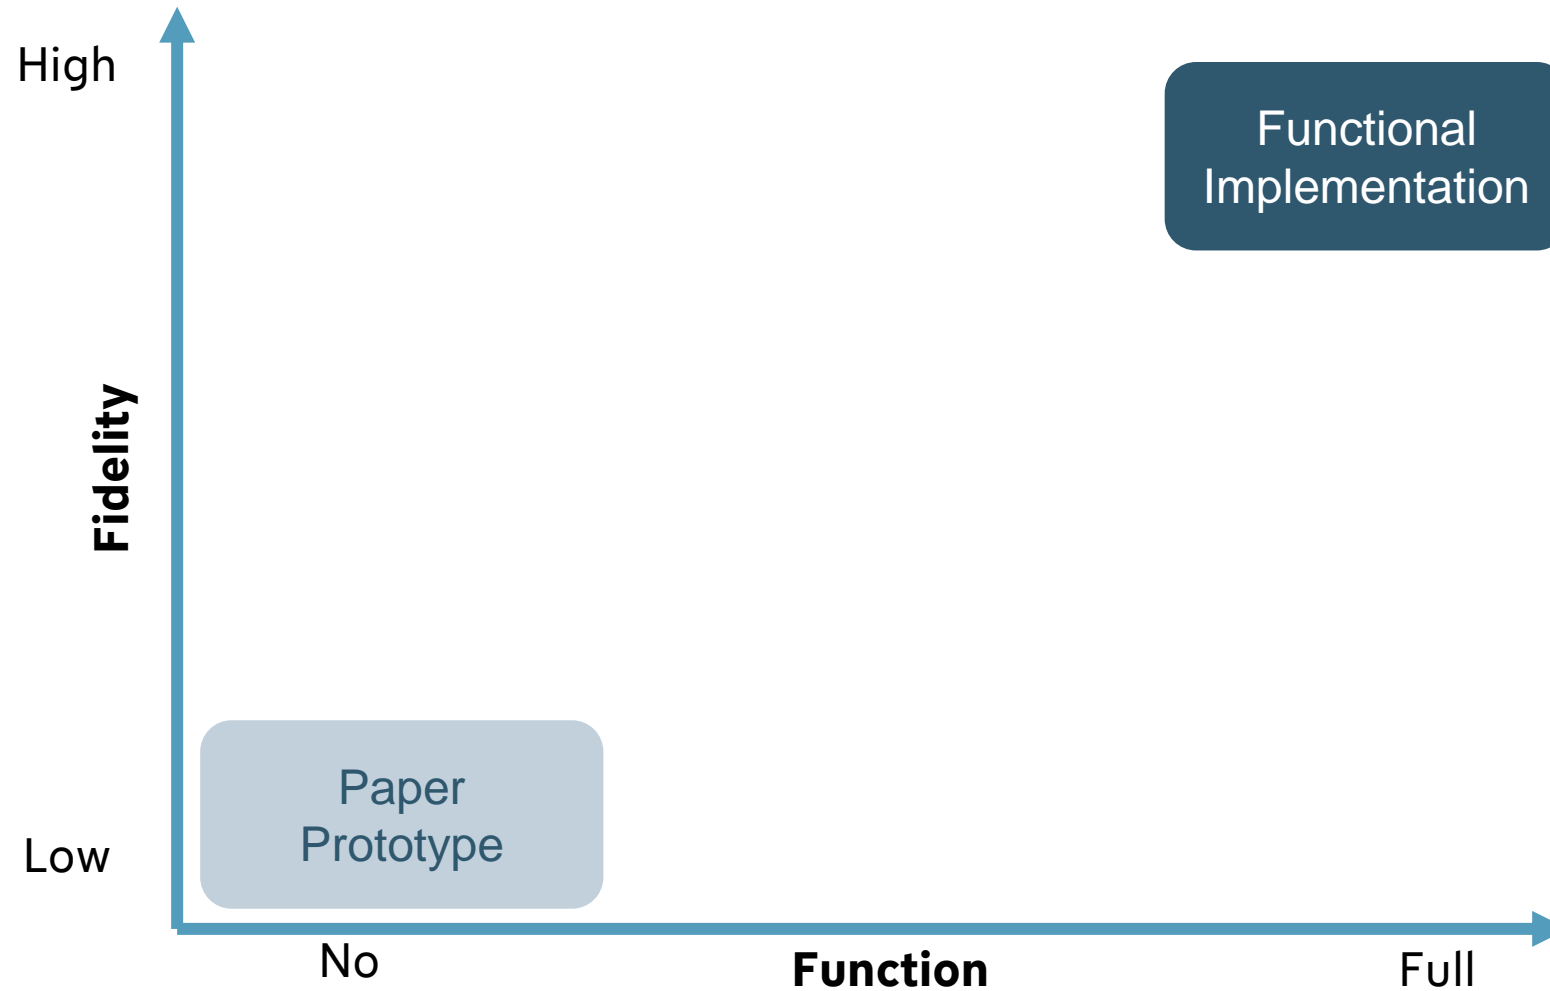 High
Functional
Implementation
Fidelity
Paper
Prototype
Low
No
Function
Full